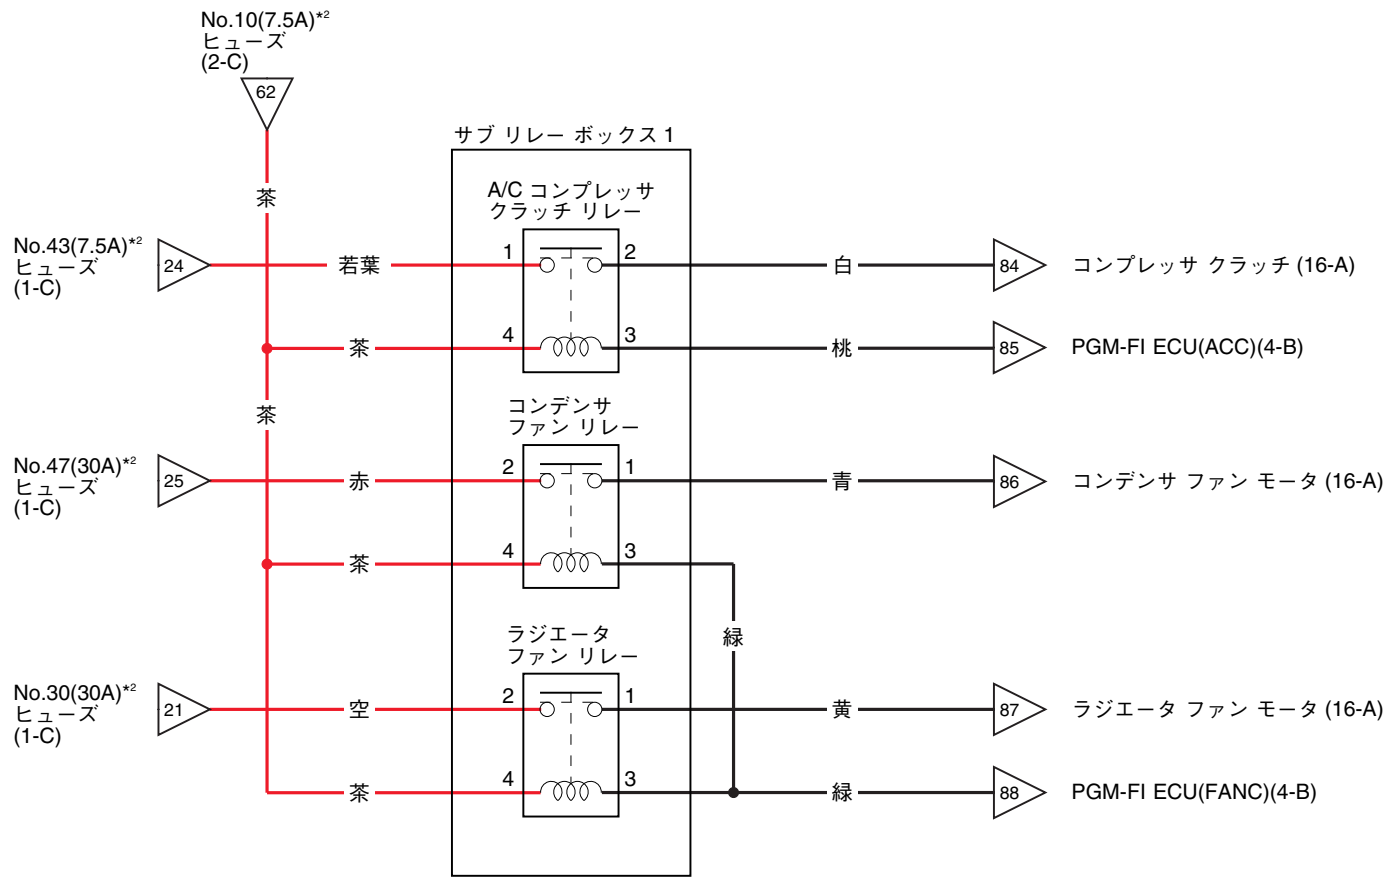 No.10(7.5A)*2
ヒューズ
(2-C)
62
サブ リレー ボックス 1
茶
A/C コンプレッサ
クラッチ リレー
No.43(7.5A)*2
ヒューズ
(1-C)
24
若葉
1
2
白
84
コンプレッサ クラッチ (16-A)
茶
4
3
桃
85
PGM-FI ECU(ACC)(4-B)
茶
コンデンサ
ファン リレー
No.47(30A)*2
ヒューズ
(1-C)
25
赤
2
1
青
86
コンデンサ ファン モータ (16-A)
茶
4
3
緑
ラジエータ
ファン リレー
No.30(30A)*2
ヒューズ
(1-C)
21
空
2
1
黄
87
ラジエータ ファン モータ (16-A)
茶
4
3
緑
88
PGM-FI ECU(FANC)(4-B)